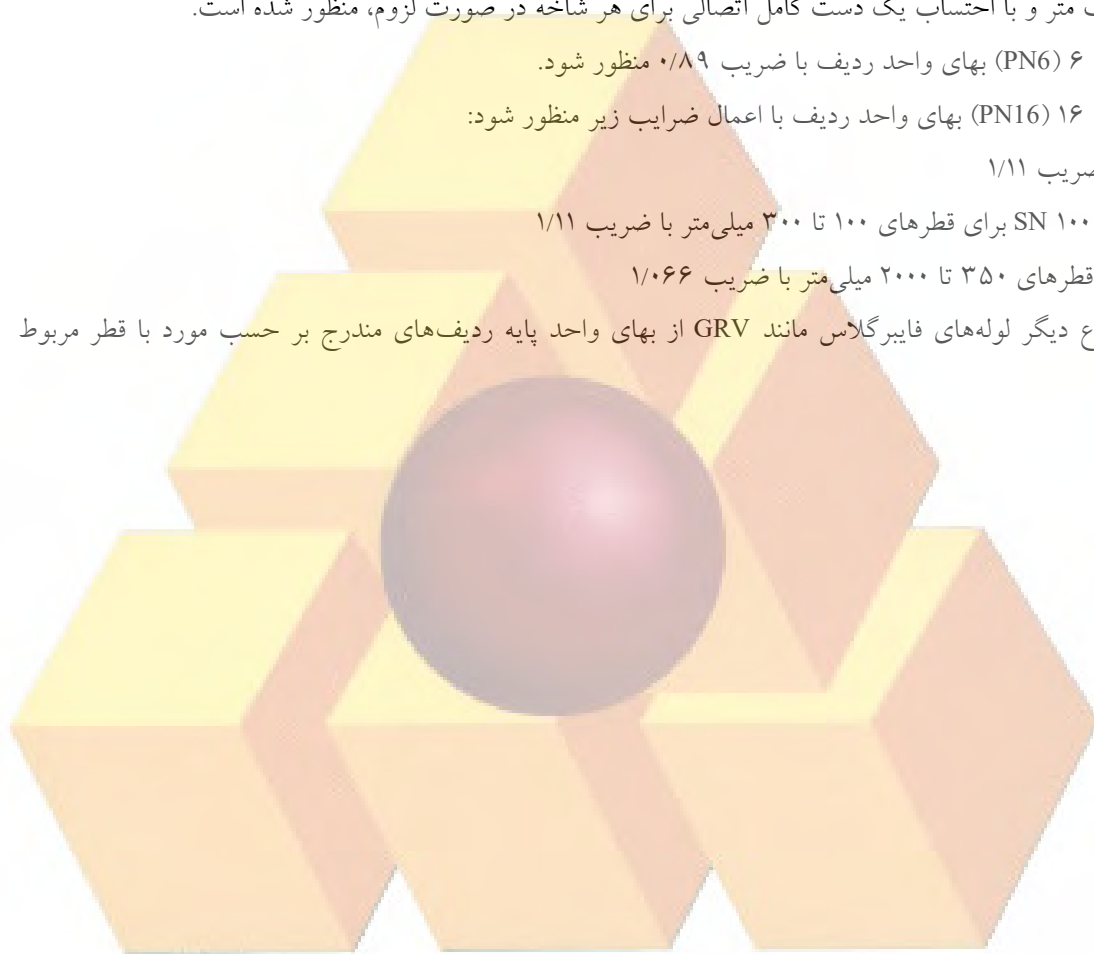 متر و با احتساب یک دست کامل اتصالی برای هر شاخه در صورت لزوم، منظور شده است.
۶ (PN6) بهای واحد ردیف با ضریب ۰/۸۹ منظور شود.
۱۶ (PN16) بهای واحد ردیف با اعمال ضرایب زیر منظور شود:
ضریب ۱/۱۱
SN ۱۰۰ برای قطرهای ۱۰۰ تا ۳۰۰ میلی‌متر با ضریب ۱/۱۱
قطرهای ۳۵۰ تا ۲۰۰۰ میلی‌متر با ضریب ۱/۰۶۶
دیگر لوله‌های فایبرگلاس مانند GRV از بهای واحد پایه ردیف‌های مندرج بر حسب مورد با قطر مربوط